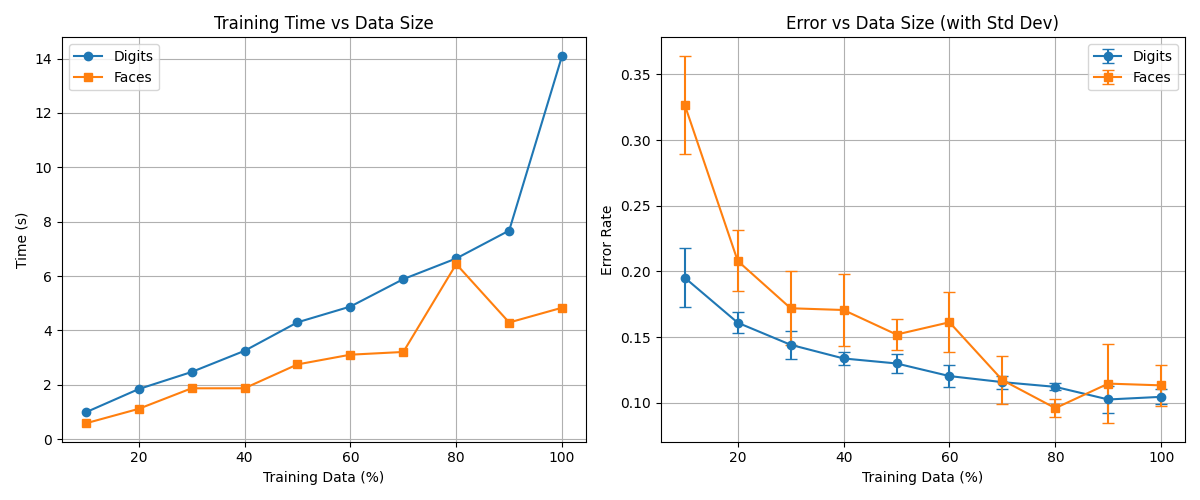 Training Time vs Data Size
Digits
Faces
Time (s)
14
12
10
8
6
4
2
0
20 40 60 80 100
Training Data (%)
Error vs Data Size (with Std Dev)
Digits
Faces
Error Rate
0.35
0.30
0.25
0.20
0.15
0.10
20 40 60 80 100
Training Data (%)